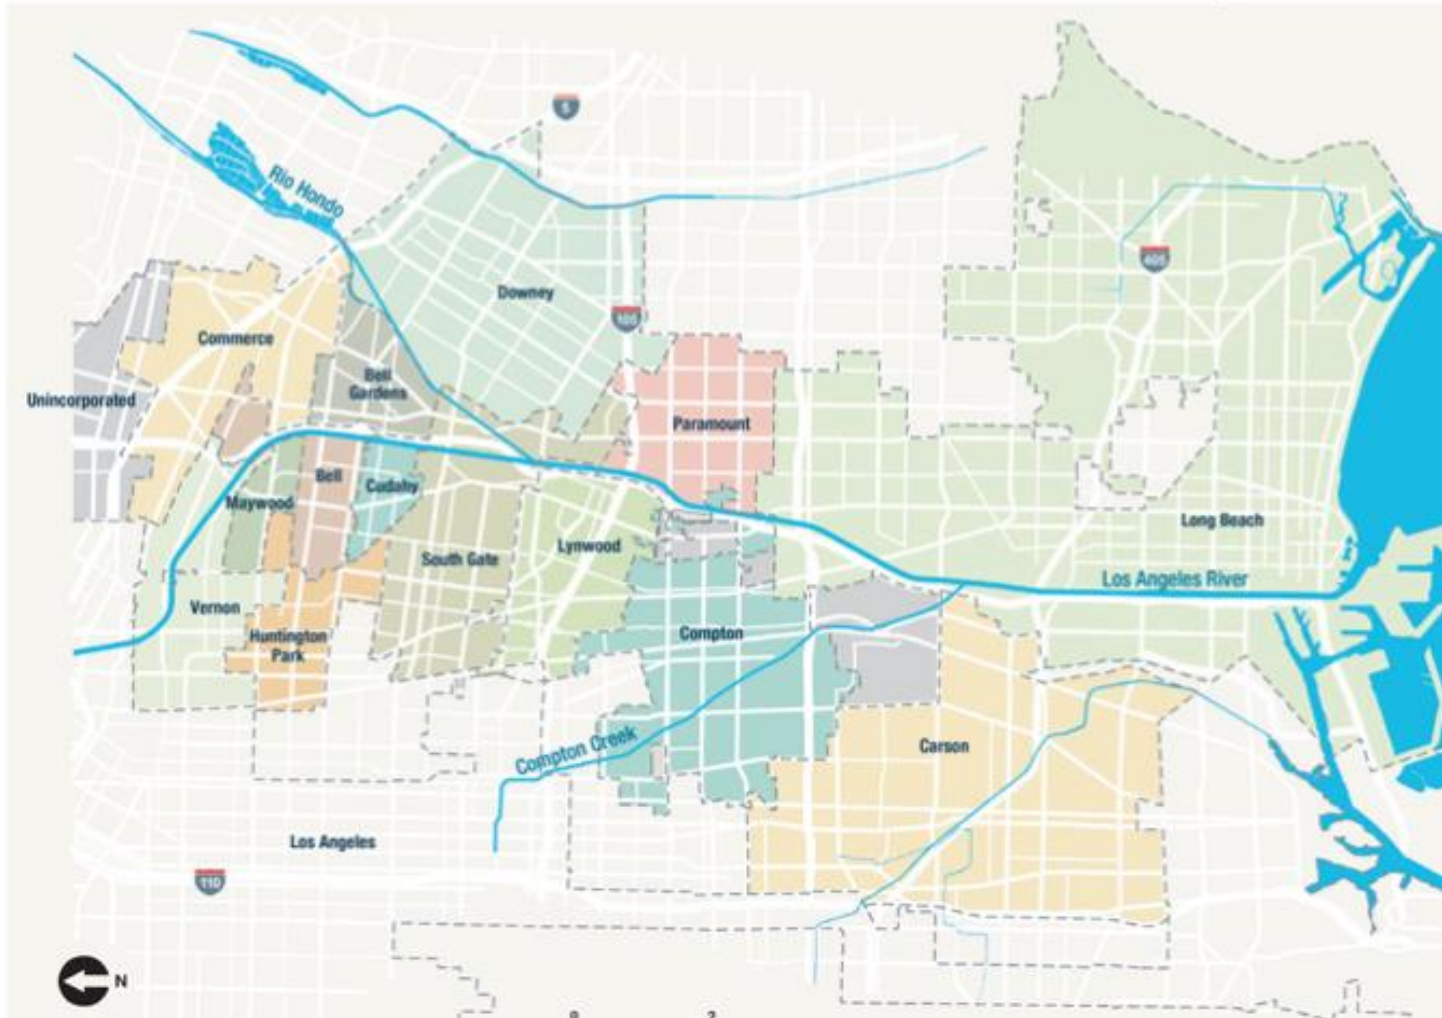 5
Rio Hondo
405
Downey
105
Commerce
Bell
Gardens
Unincorporated
Paramount
Bell
Cudahy
Maywood
Long Beach
South Gate
Lynwood
Los Angeles River
Vernon
Huntington
Park
Compton
Compton Creek
Carson
Los Angeles
110
N